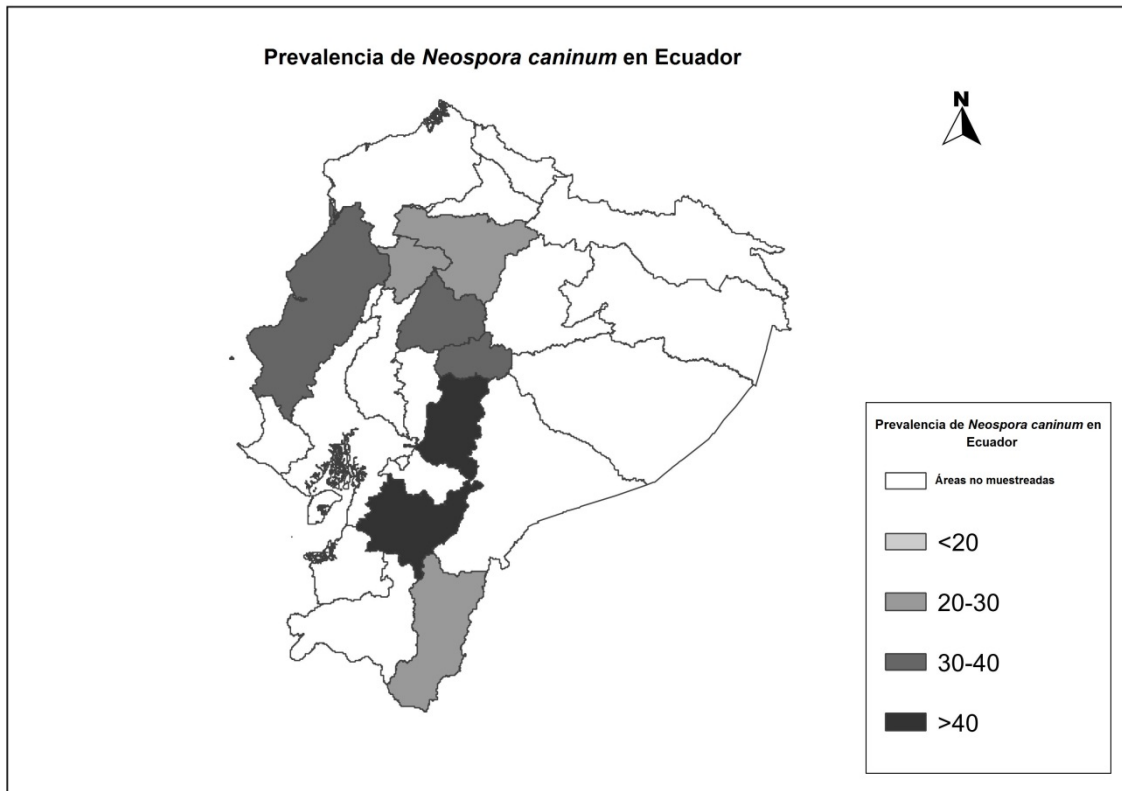 Prevalencia de Neospora caninum en Ecuador
N
Prevalencia de Neospora caninum en
Ecuador
Áreas no muestreadas
<20
20-30
30-40
>40